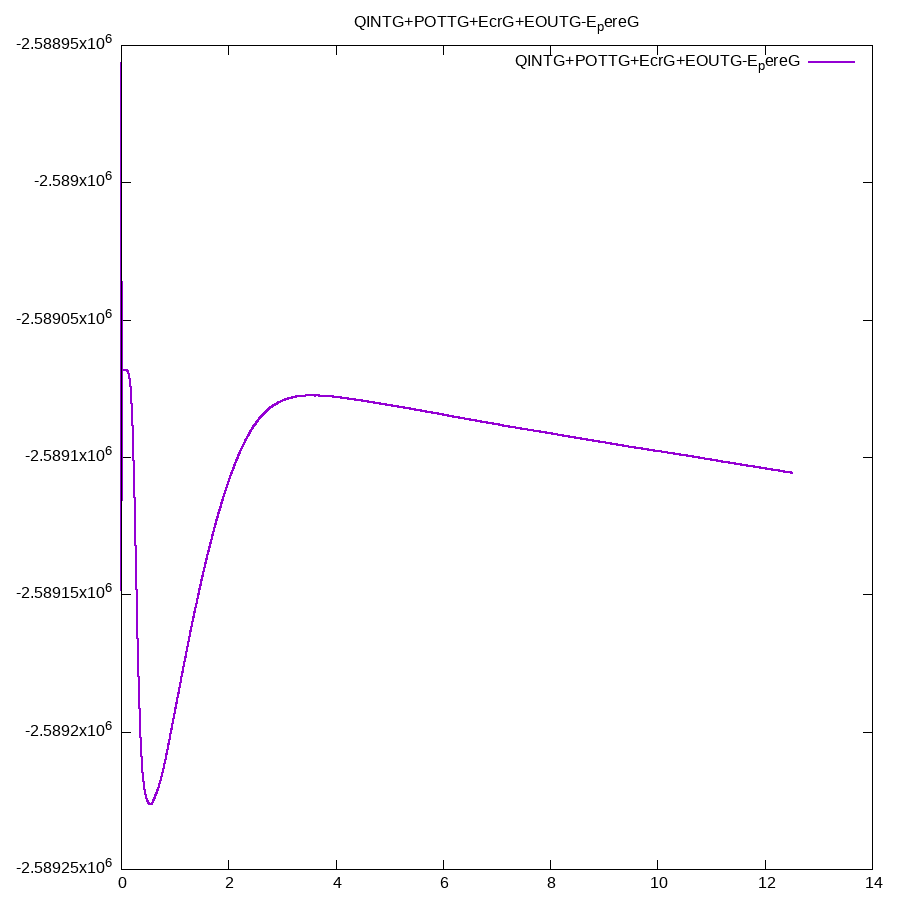 QINTG+POTTG+EcrG+EOUTG-EpereG
QINTG+POTTG+EcrG+EOUTG-EpereG
-2.58895x10^6
-2.589x10^6
-2.58905x10^6
-2.5891x10^6
-2.58915x10^6
-2.5892x10^6
-2.58925x10^6
0 2 4 6 8 10 12 14